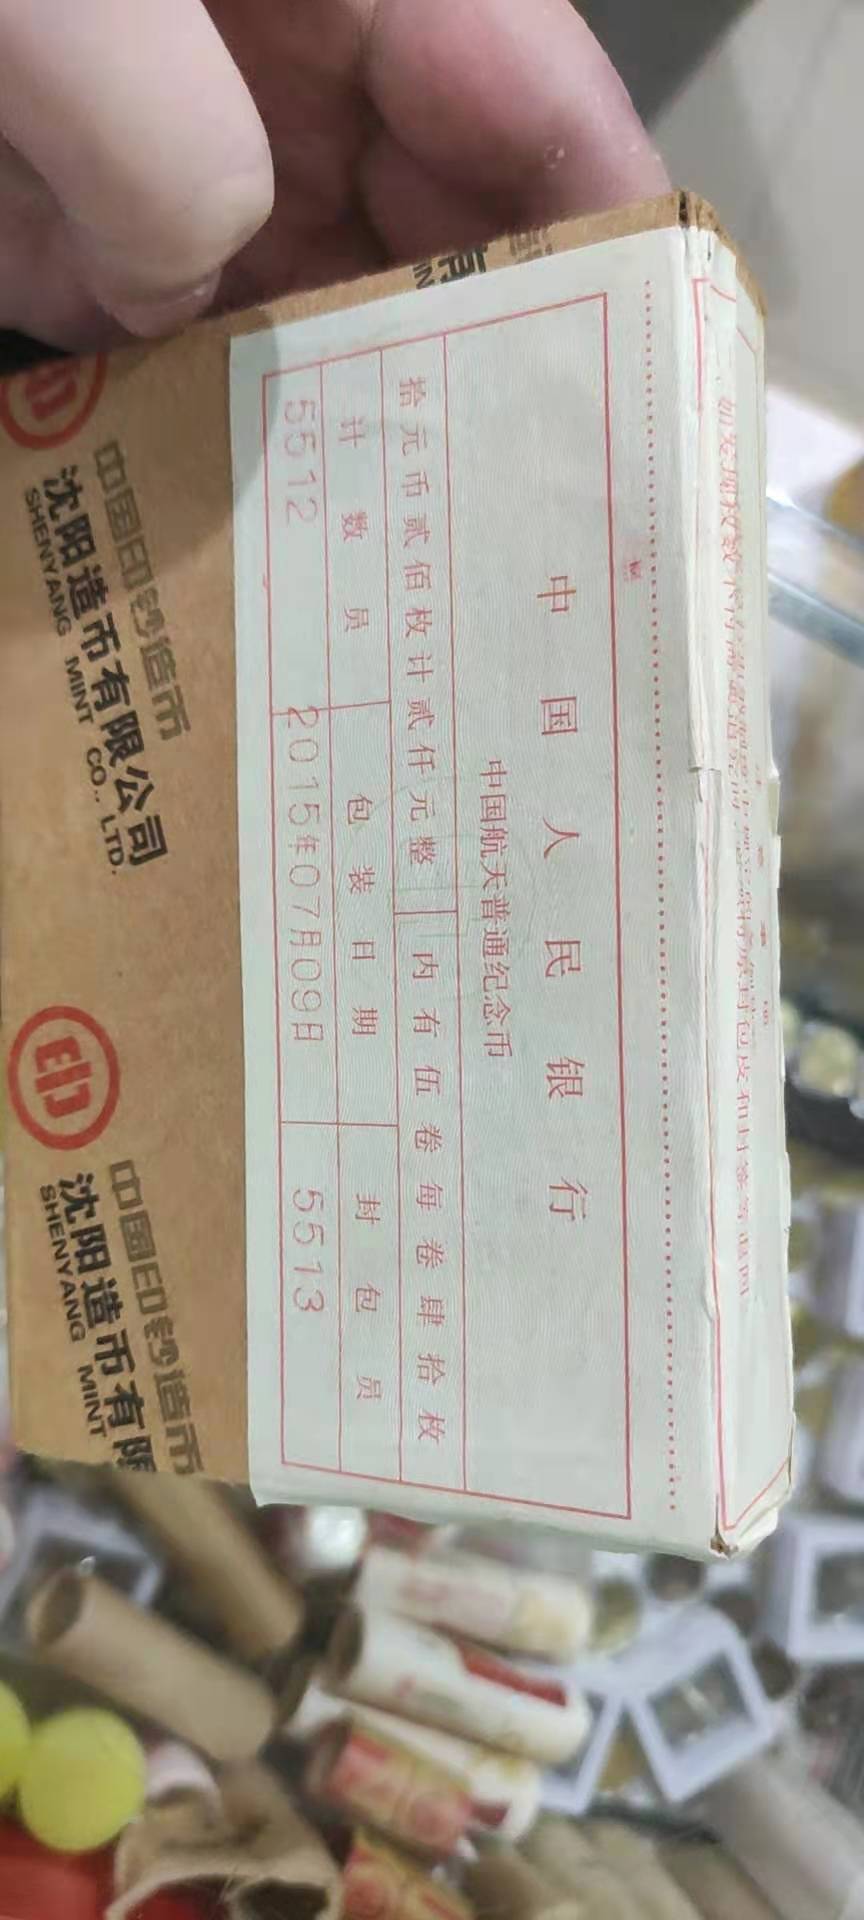 中国人民银行
中国航天普通纪念币
拾元币贰佰枚计贰仟元整 内有伍卷每卷肆拾枚
计数员 包装日期 封包员
5512 2015年07月09日 5513
中国印钞造币
沈阳造币有限公司
SHENYANG MINT CO., LTD.
中国印钞造币
沈阳造币有限
SHENYANG MINT